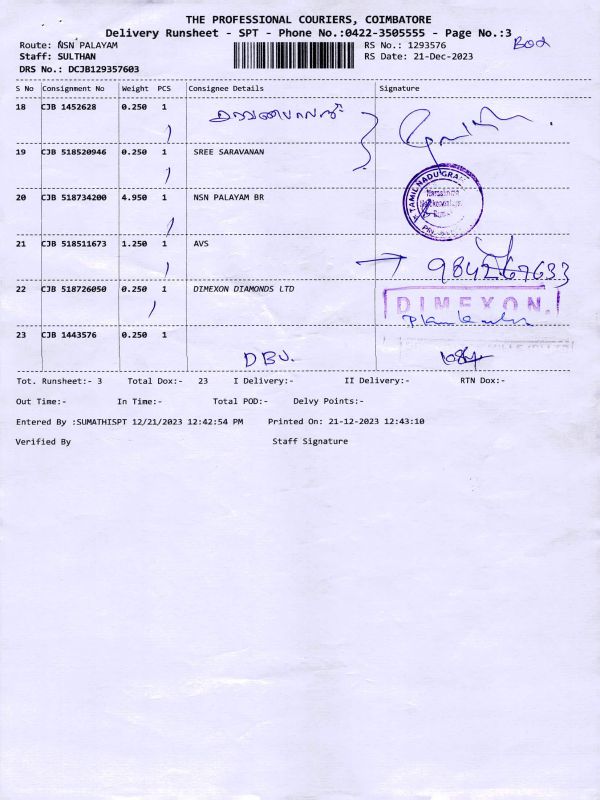 THE PROFESSIONAL COURIERS, COIMBATORE
Delivery Runsheet - SPT - Phone No.:0422-3505555 - Page No.:3
Route: NSN PALAYAM
RS No.: 1293576
Staff: SULTHAN
RS Date: 21-Dec-2023
DRS No.: DCJB129357603
S No Consignment No Weight PCS Consignee Details Signature
18 CJB 1452628 0.250 1
19 CJB 518520946 0.250 1 SREE SARAVANAN
20 CJB 518734200 4.950 1 NSN PALAYAM BR
TAMIL NADU GRA
21 CJB 518511673 1.250 1 AVS
9842667633
22 CJB 518726050 0.250 1 DIMEXON DIAMONDS LTD
DIMEXON.
23 CJB 1443576 0.250 1
Tot. Runsheet:- 3 Total Dox:- 23 I Delivery:- II Delivery:- RTN Dox:-
Out Time:- In Time:- Total POD:- Delvy Points:-
Entered By :SUMATHISPT 12/21/2023 12:42:54 PM Printed On: 21-12-2023 12:43:10
Verified By Staff Signature